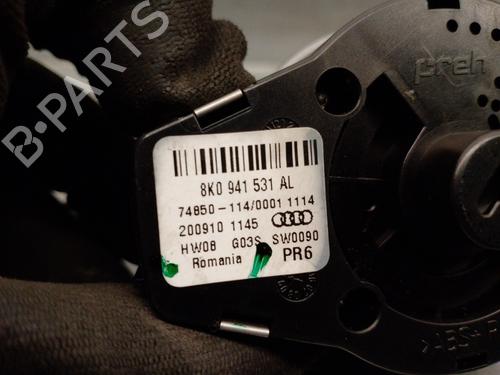 B-PARTS
preh
8K0 941 531 AL
74850-114/0001 1114
200910 1145
HW08 G03S SW0090
Romania PR6